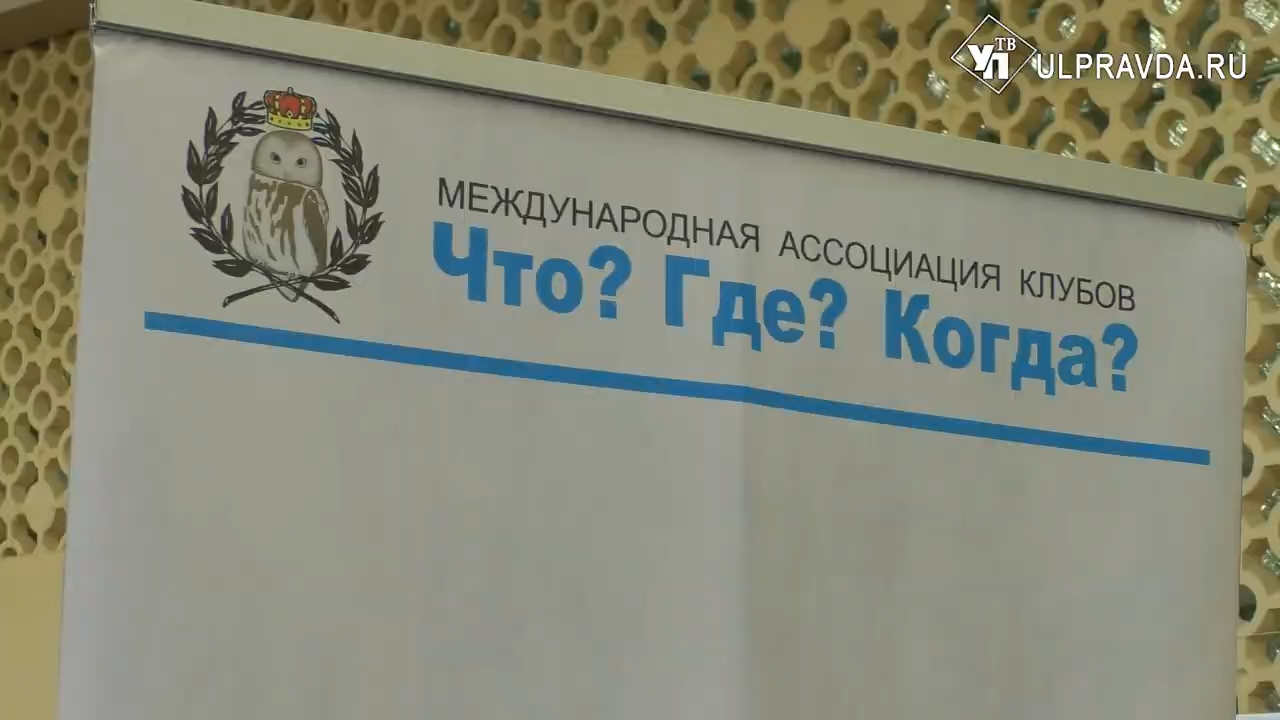 УП ТВ ULPRAVDA.RU
МЕЖДУНАРОДНАЯ АССОЦИАЦИЯ КЛУБОВ
Что? Где? Когда?